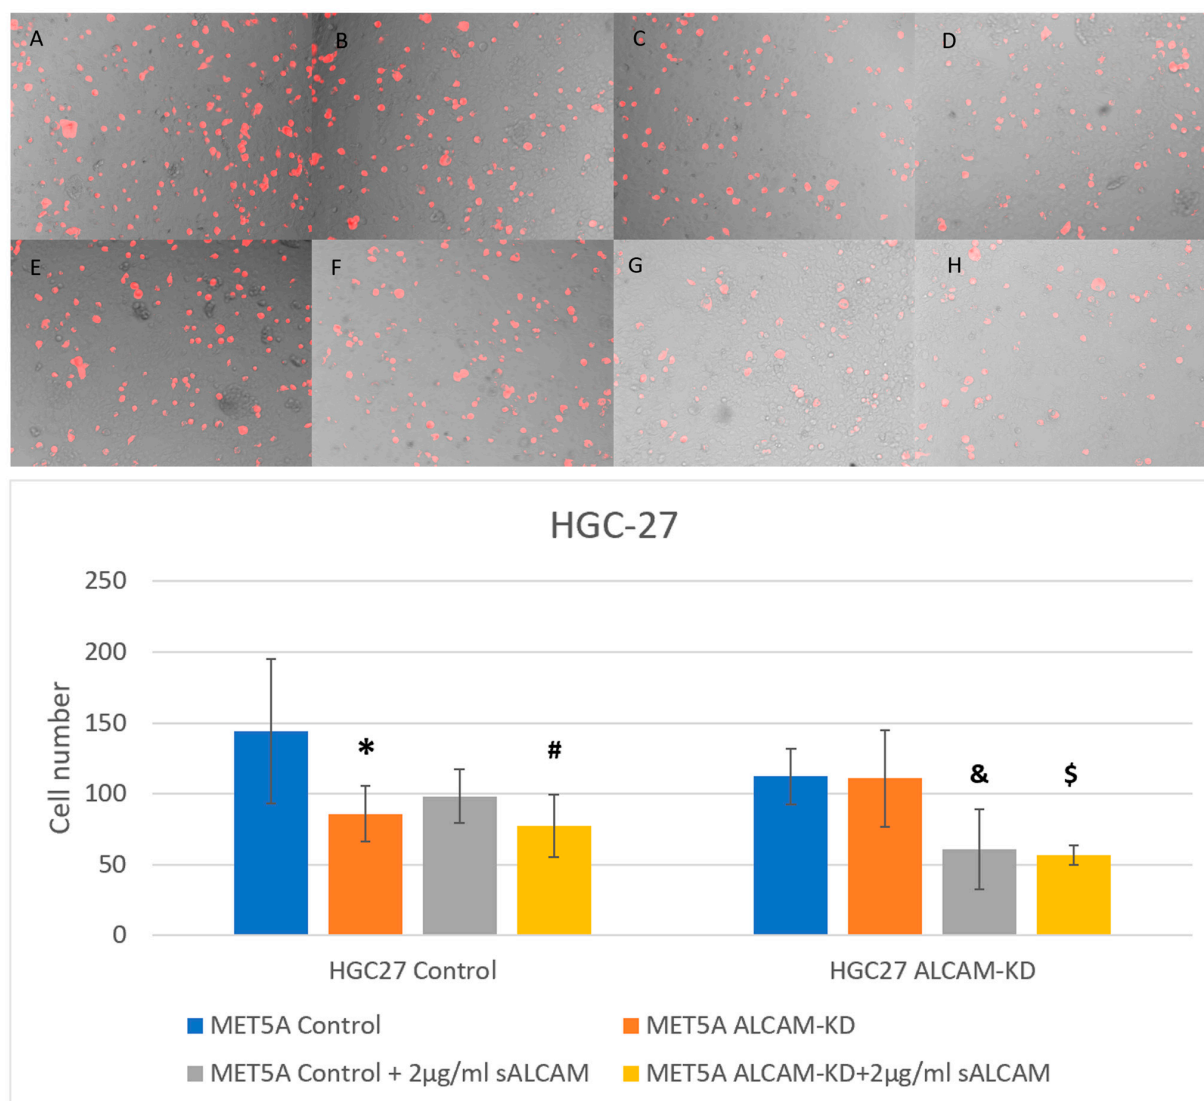 A B C D
E F G H
HGC-27
250
200
150
100
50
0
Cell number
* # & $
HGC27 Control HGC27 ALCAM-KD
MET5A Control MET5A ALCAM-KD
MET5A Control + 2µg/ml sALCAM MET5A ALCAM-KD+2µg/ml sALCAM